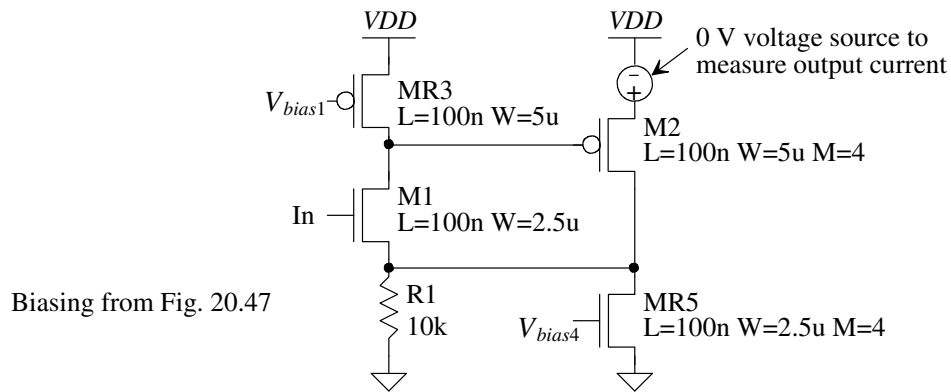 VDD
VDD
0 V voltage source to
measure output current
-
+
MR3
L=100n W=5u
Vbias1
M2
L=100n W=5u M=4
M1
L=100n W=2.5u
In
Biasing from Fig. 20.47
R1
10k
MR5
L=100n W=2.5u M=4
Vbias4